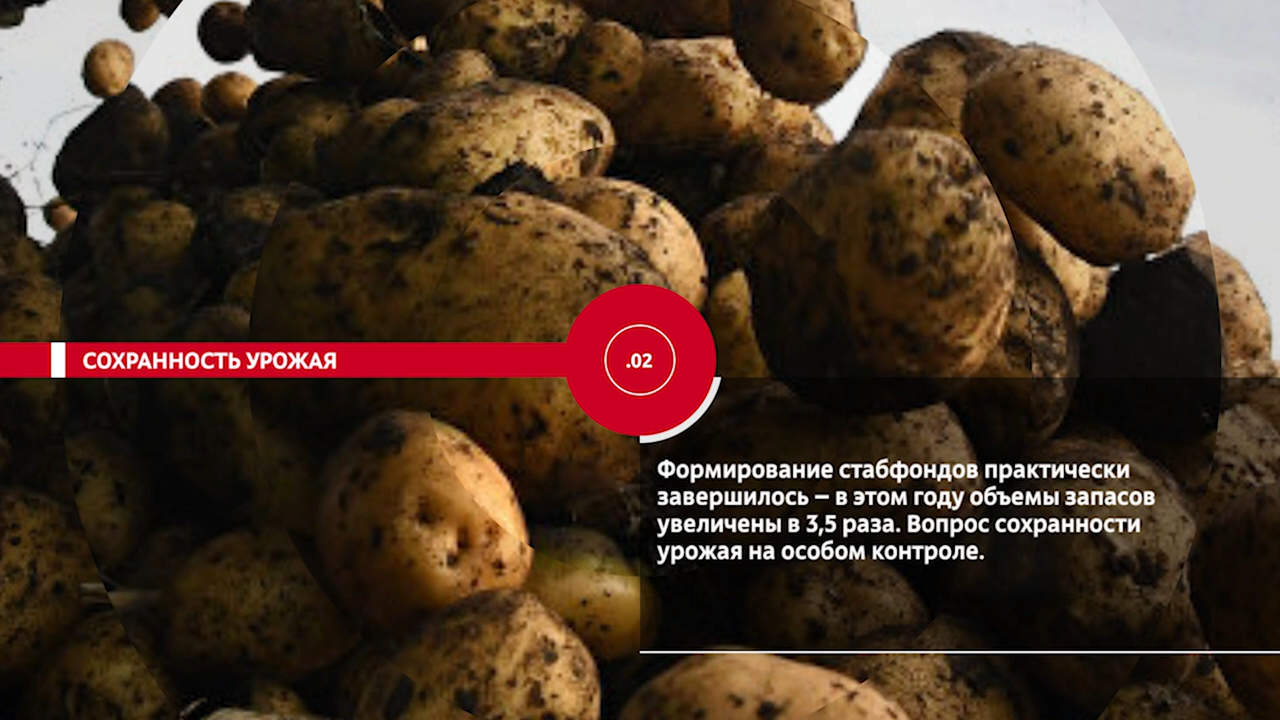 СОХРАННОСТЬ УРОЖАЯ
.02
Формирование стабфондов практически
завершилось – в этом году объемы запасов
увеличены в 3,5 раза. Вопрос сохранности
урожая на особом контроле.